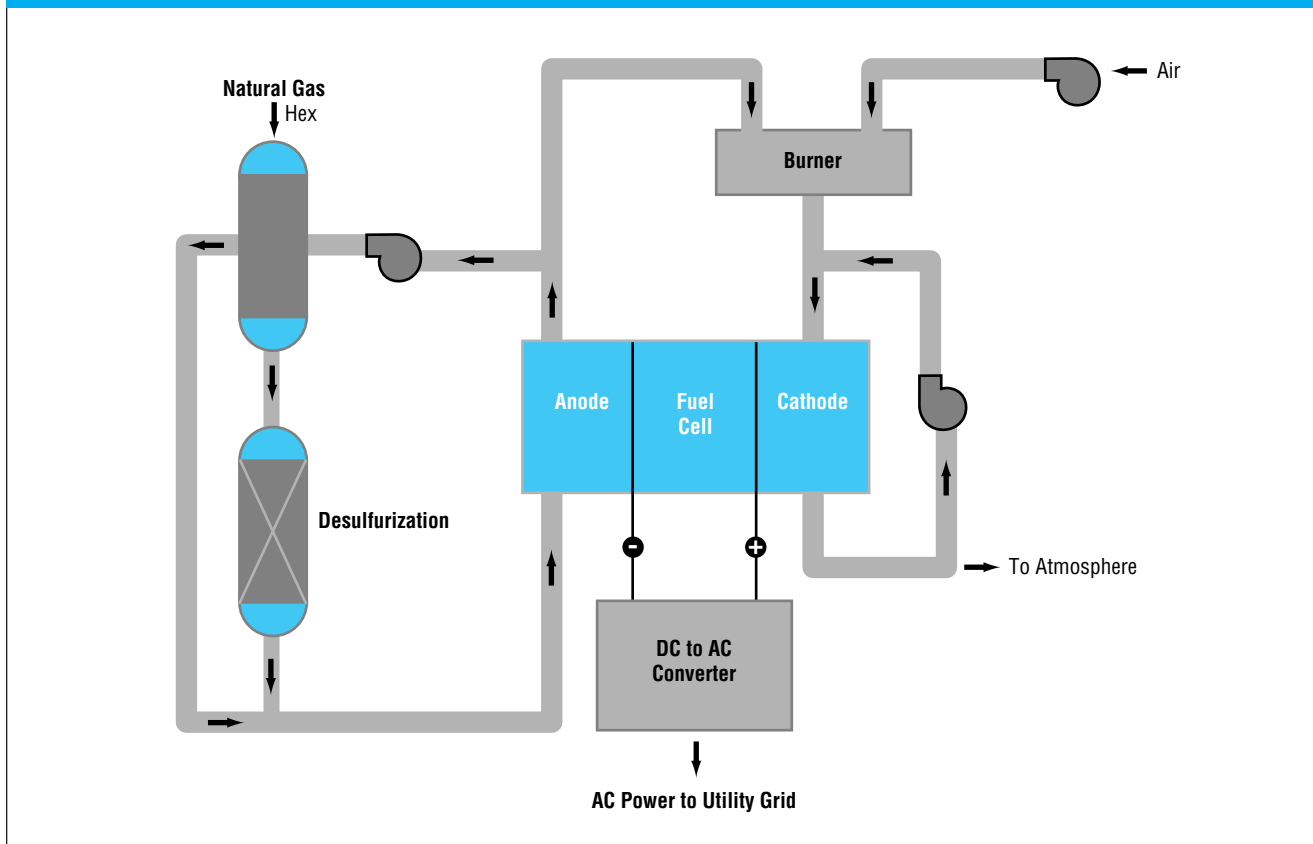 Natural Gas
Hex
Air
Burner
Anode
Fuel
Cell
Cathode
Desulfurization
-
+
To Atmosphere
DC to AC
Converter
AC Power to Utility Grid